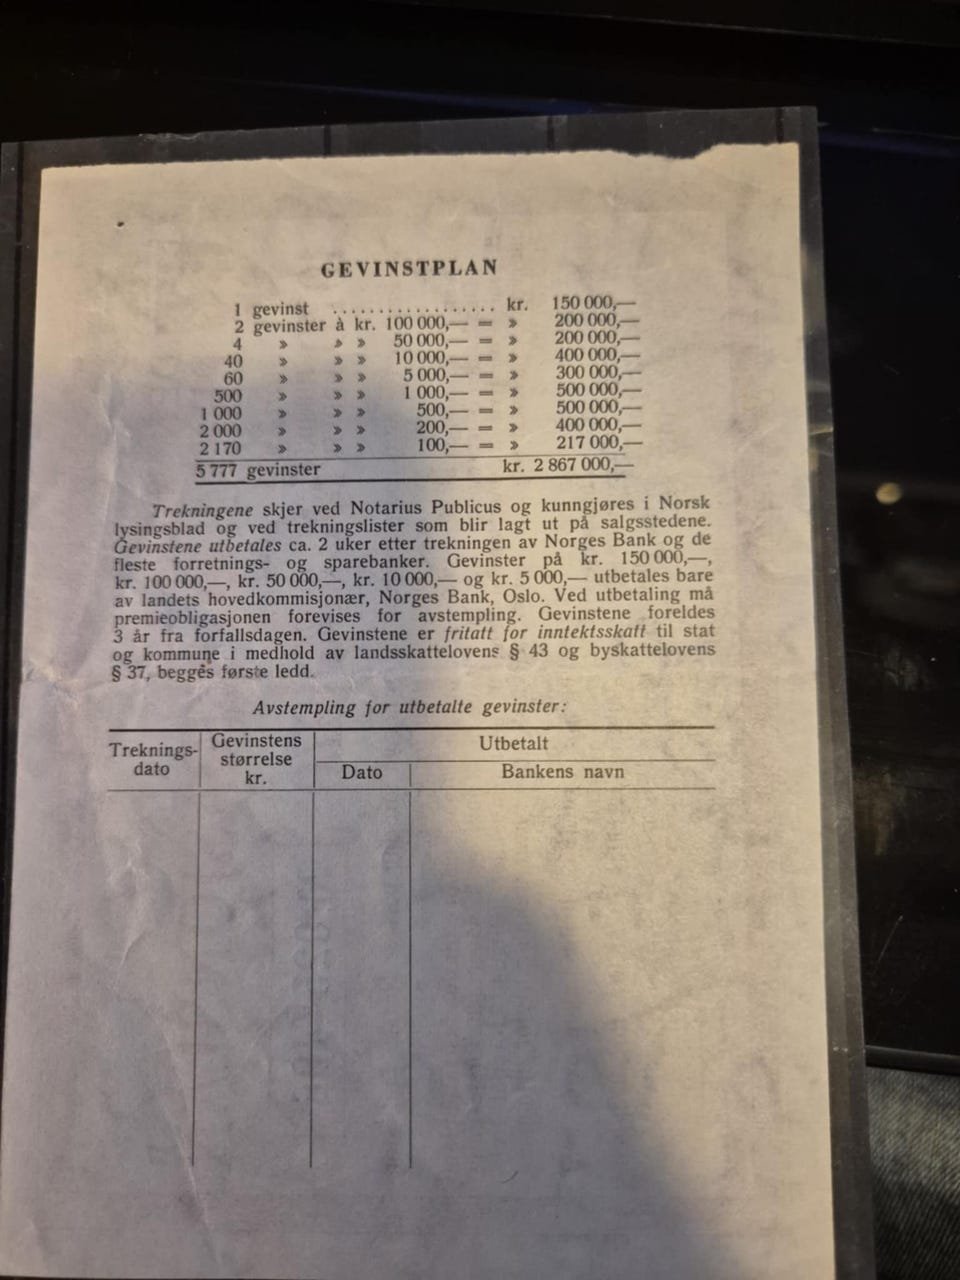 GEVINSTPLAN
1 gevinst . . . . . . . . . . . . . . . . . . kr. 150 000,—
2 gevinster à kr. 100 000,— = » 200 000,—
4 » » » 50 000,— = » 200 000,—
40 » » » 10 000,— = » 400 000,—
60 » » » 5 000,— = » 300 000,—
500 » » » 1 000,— = » 500 000,—
1 000 » » » 500,— = » 500 000,—
2 000 » » » 200,— = » 400 000,—
2 170 » » » 100,— = » 217 000,—
5 777 gevinster kr. 2 867 000,—
Trekningene skjer ved Notarius Publicus og kunngjøres i Norsk
lysingsblad og ved trekningslister som blir lagt ut på salgsstedene.
Gevinstene utbetales ca. 2 uker etter trekningen av Norges Bank og de
fleste forretnings- og sparebanker. Gevinster på kr. 150 000,—,
kr. 100 000,—, kr. 50 000,—, kr. 10 000,— og kr. 5 000,— utbetales bare
av landets hovedkommisjonær, Norges Bank, Oslo. Ved utbetaling må
premieobligasjonen forevises for avstempling. Gevinstene foreldes
3 år fra forfallsdagen. Gevinstene er fritatt for inntektsskatt til stat
og kommune i medhold av landsskattelovens § 43 og byskattelovens
§ 37, begges første ledd.
Avstempling for utbetalte gevinster:
Treknings-
dato
Gevinstens
størrelse
kr.
Utbetalt
Dato
Bankens navn